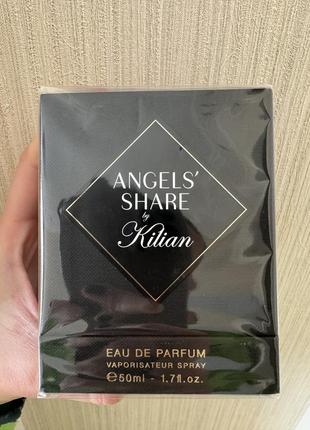 ANGELS'
SHARE
by
Kilian
EAU DE PARFUM
VAPORISATEUR SPRAY
℮50ml - 1.7fl.oz.